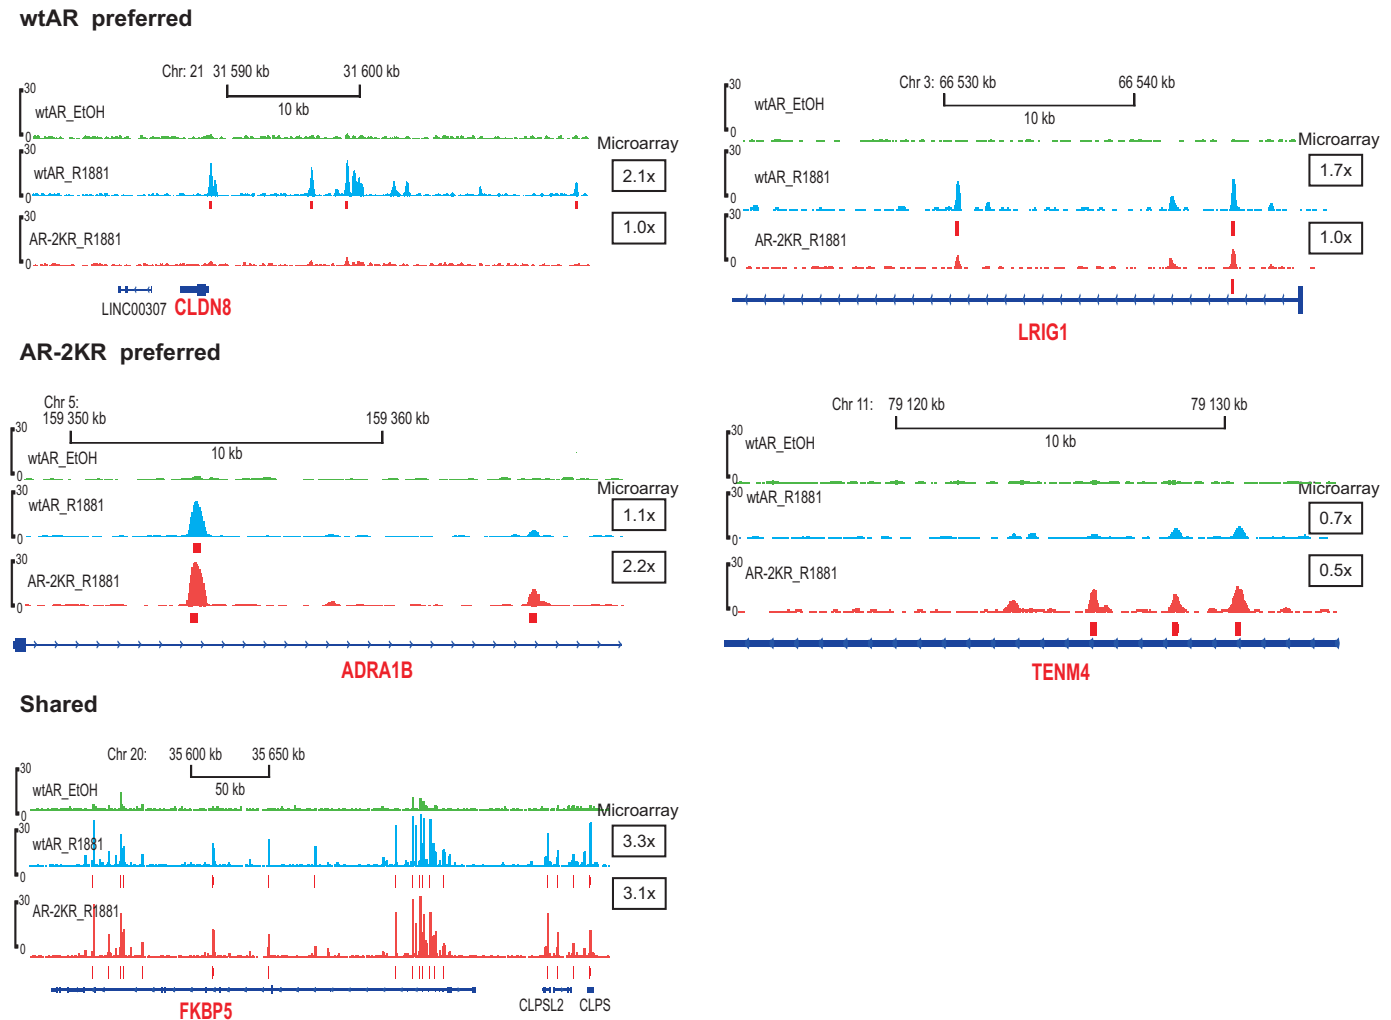 wtAR preferred
Chr: 21 31 590 kb 31 600 kb
10 kb
30
wtAR_EtOH
0
Microarray
30
wtAR_R1881
2.1x
0
30
AR-2KR_R1881
1.0x
0
LINC00307 CLDN8
Chr 3: 66 530 kb 66 540 kb
10 kb
30
wtAR_EtOH
0
Microarray
30
wtAR_R1881
1.7x
0
30
AR-2KR_R1881
1.0x
0
LRIG1
AR-2KR preferred
Chr 5:
159 350 kb 159 360 kb
10 kb
30
wtAR_EtOH
0
Microarray
30
wtAR_R1881
1.1x
0
30
AR-2KR_R1881
2.2x
0
ADRA1B
Chr 11: 79 120 kb 79 130 kb
10 kb
30
wtAR_EtOH
0
Microarray
30
wtAR_R1881
0.7x
0
30
AR-2KR_R1881
0.5x
0
TENM4
Shared
Chr 20: 35 600 kb 35 650 kb
50 kb
30
wtAR_EtOH
0
Microarray
30
wtAR_R1881
3.3x
0
30
AR-2KR_R1881
3.1x
0
FKBP5
CLPSL2 CLPS